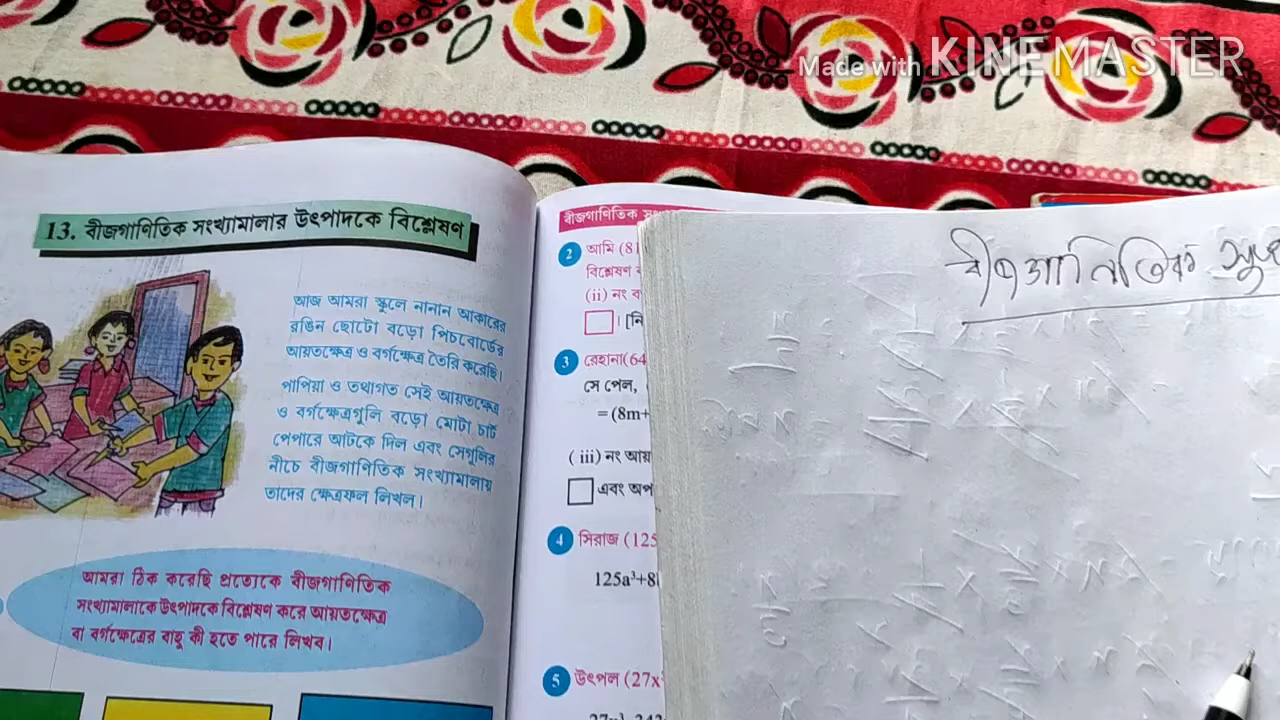 Made with KINEMASTER
13. বীজগাণিতিক সংখ্যামালার উৎপাদকে বিশ্লেষণ
আজ আমরা স্কুলে নানান আকারের
রঙিন ছোটো বড়ো পিচবোর্ডের
আয়তক্ষেত্র ও বর্গক্ষেত্র তৈরি করেছি।
পাপিয়া ও তথাগত সেই আয়তক্ষেত্র
ও বর্গক্ষেত্রগুলি বড়ো মোটা চার্ট
পেপারে আটকে দিল এবং সেগুলির
নীচে বীজগাণিতিক সংখ্যামালায়
তাদের ক্ষেত্রফল লিখল।
আমরা ঠিক করেছি প্রত্যেকে বীজগাণিতিক
সংখ্যামালাকে উৎপাদকে বিশ্লেষণ করে আয়তক্ষেত্র
বা বর্গক্ষেত্রের বাহু কী হতে পারে লিখব।
বীজগাণিতিক
2 আমি (81
বিশ্লেষণ
(ii) নং
। [নি
3 রেহানা(64
সে পেল,
= (8m+
(iii) নং আয়
এবং অপ
4 সিরাজ (125
125a³+8
5 উৎপল (27x